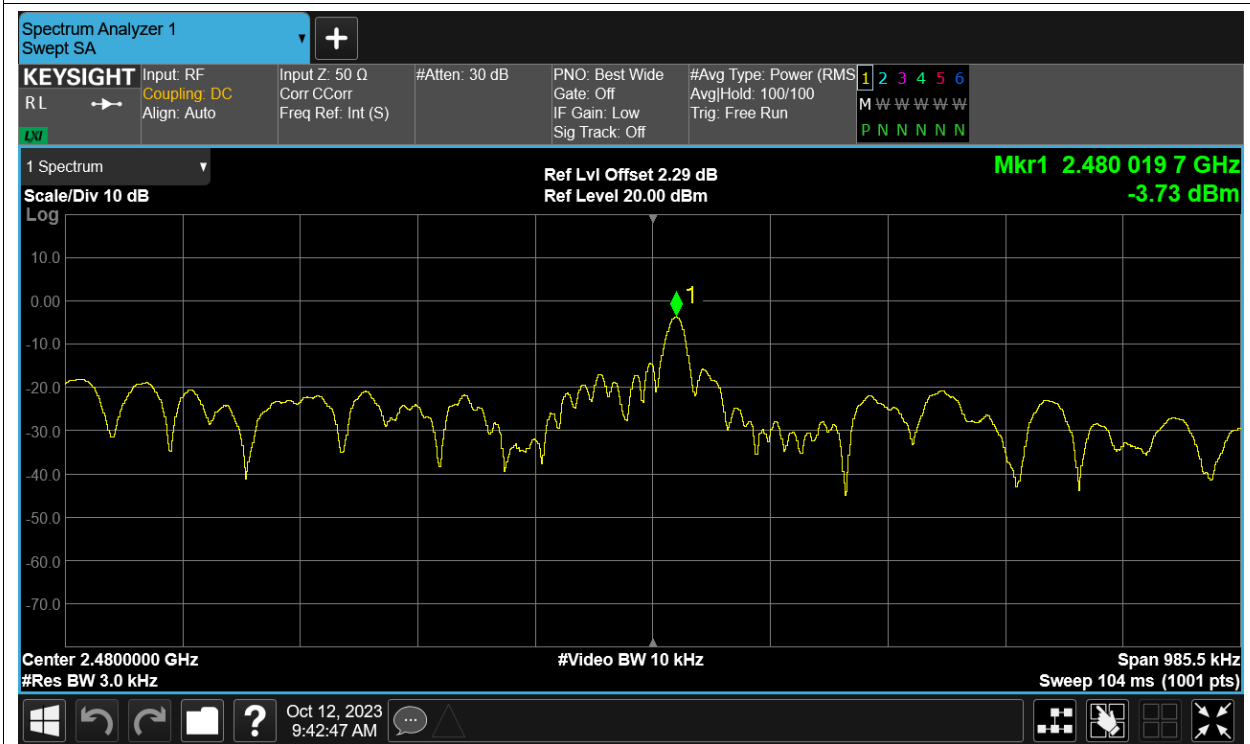 Spectrum Analyzer 1
Swept SA
KEYSIGHT
R L
LXI
Input: RF
Coupling: DC
Align: Auto
Input Z: 50 Ω
Corr CCorr
Freq Ref: Int (S)
#Atten: 30 dB
PNO: Best Wide
Gate: Off
IF Gain: Low
Sig Track: Off
#Avg Type: Power (RMS
Avg|Hold: 100/100
Trig: Free Run
1 2 3 4 5 6
M W W W W W
P N N N N N
1 Spectrum
Scale/Div 10 dB
Log
Ref Lvl Offset 2.29 dB
Ref Level 20.00 dBm
Mkr1 2.480 019 7 GHz
-3.73 dBm
10.0
0.00
1
-10.0
-20.0
-30.0
-40.0
-50.0
-60.0
-70.0
Center 2.4800000 GHz
#Video BW 10 kHz
Span 985.5 kHz
#Res BW 3.0 kHz
Sweep 104 ms (1001 pts)
?
Oct 12, 2023
9:42:47 AM